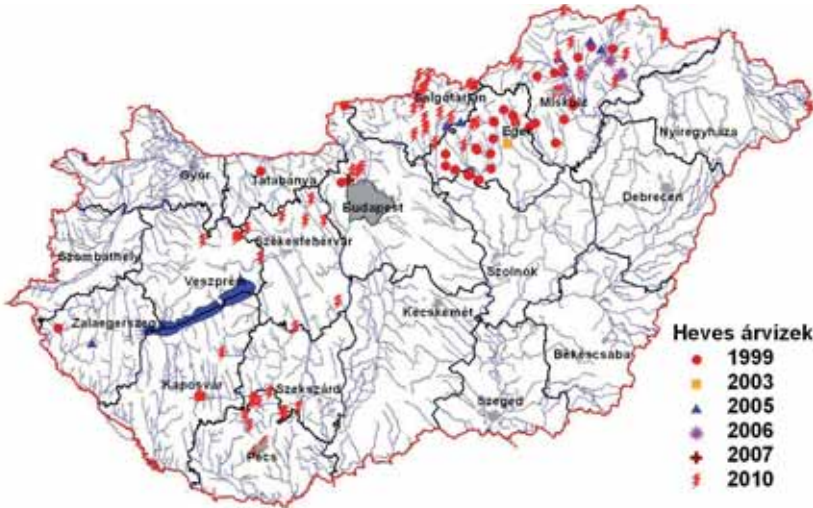 Salgótarján
Miskolc
Eger
Nyíregyháza
Győr
Tatabánya
Budapest
Debrecen
Székesfehérvár
Szombathely
Szolnok
Veszprém
Kecskemét
Zalaegerszeg
Békéscsaba
Kaposvár
Szekszárd
Szeged
Pécs
Heves árvizek
1999
2003
2005
2006
2007
2010